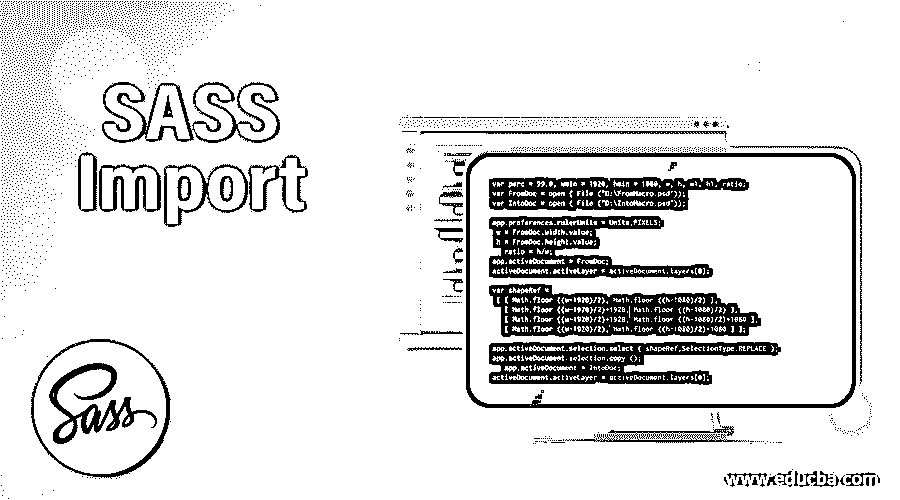 SASS
Import
Sass
var perc = 99.0, wmin = 1920, hmin = 1080, w, h, wl, hl, ratio;
var FromDoc = open ( File ("D:\FromMacro.psd"));
var IntoDoc = open ( File ("D:\IntoMacro.psd"));
app.preferences.rulerUnits = Units.PIXELS;
w = FromDoc.width.value;
h = FromDoc.height.value;
ratio = h/w;
app.activeDocument = FromDoc;
activeDocument.activeLayer = activeDocument.layers[0];
var shapeRef =
[ [ Math.floor ((w-1920)/2), Math.floor ((h-1080)/2) ],
[ Math.floor ((w-1920)/2)+1920, Math.floor ((h-1080)/2) ],
[ Math.floor ((w-1920)/2)+1920, Math.floor ((h-1080)/2)+1080 ],
[ Math.floor ((w-1920)/2), Math.floor ((h-1080)/2)+1080 ] ];
app.activeDocument.selection.select ( shapeRef,SelectionType.REPLACE );
app.activeDocument.selection.copy ();
app.activeDocument = IntoDoc;
activeDocument.activeLayer = activeDocument.layers[0];
www.educba.com